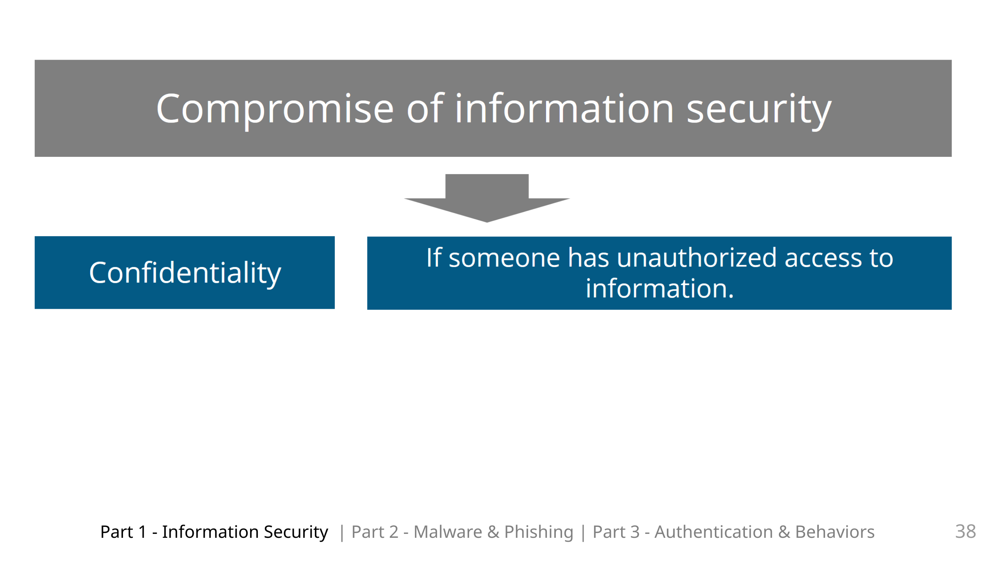 Compromise of information security
Confidentiality
If someone has unauthorized access to
information.
Part 1 - Information Security | Part 2 - Malware & Phishing | Part 3 - Authentication & Behaviors
38